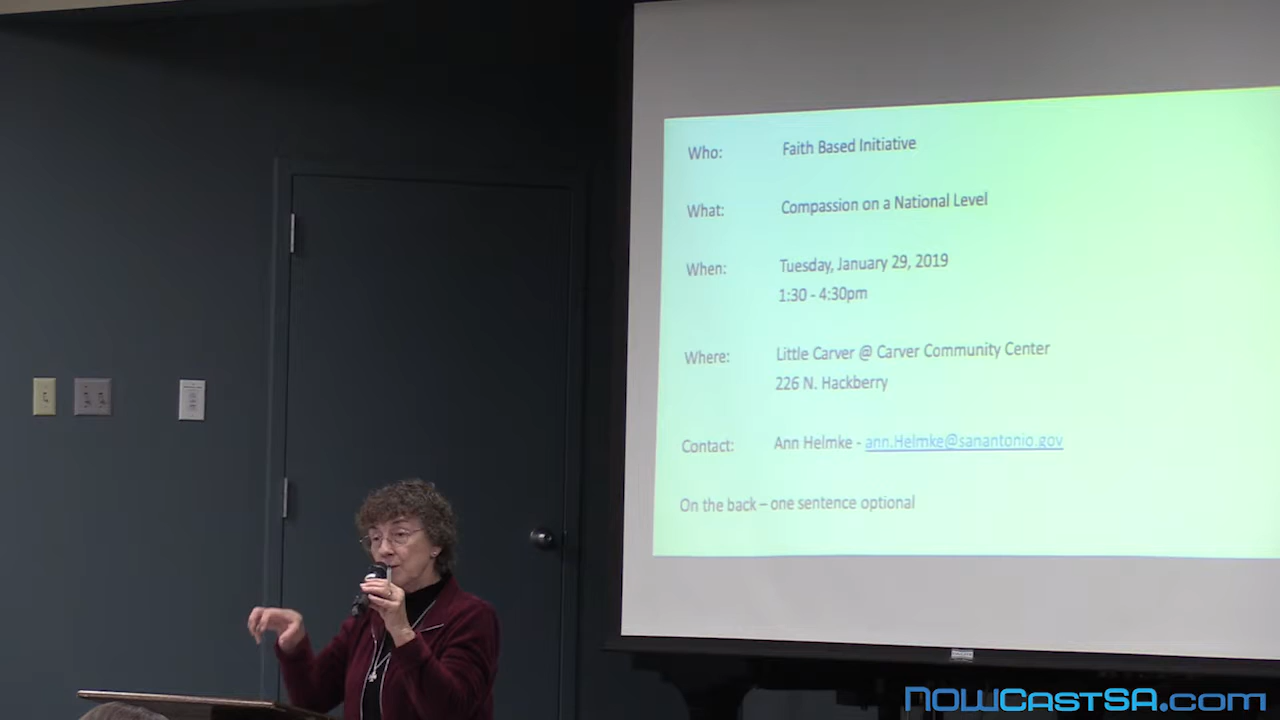 Who: Faith Based Initiative
What: Compassion on a National Level
When: Tuesday, January 29, 2019
1:30 - 4:30pm
Where: Little Carver @ Carver Community Center
226 N. Hackberry
Contact: Ann Helmke - ann.Helmke@sanantonio.gov
On the back – one sentence optional
NOWCASTSA.com